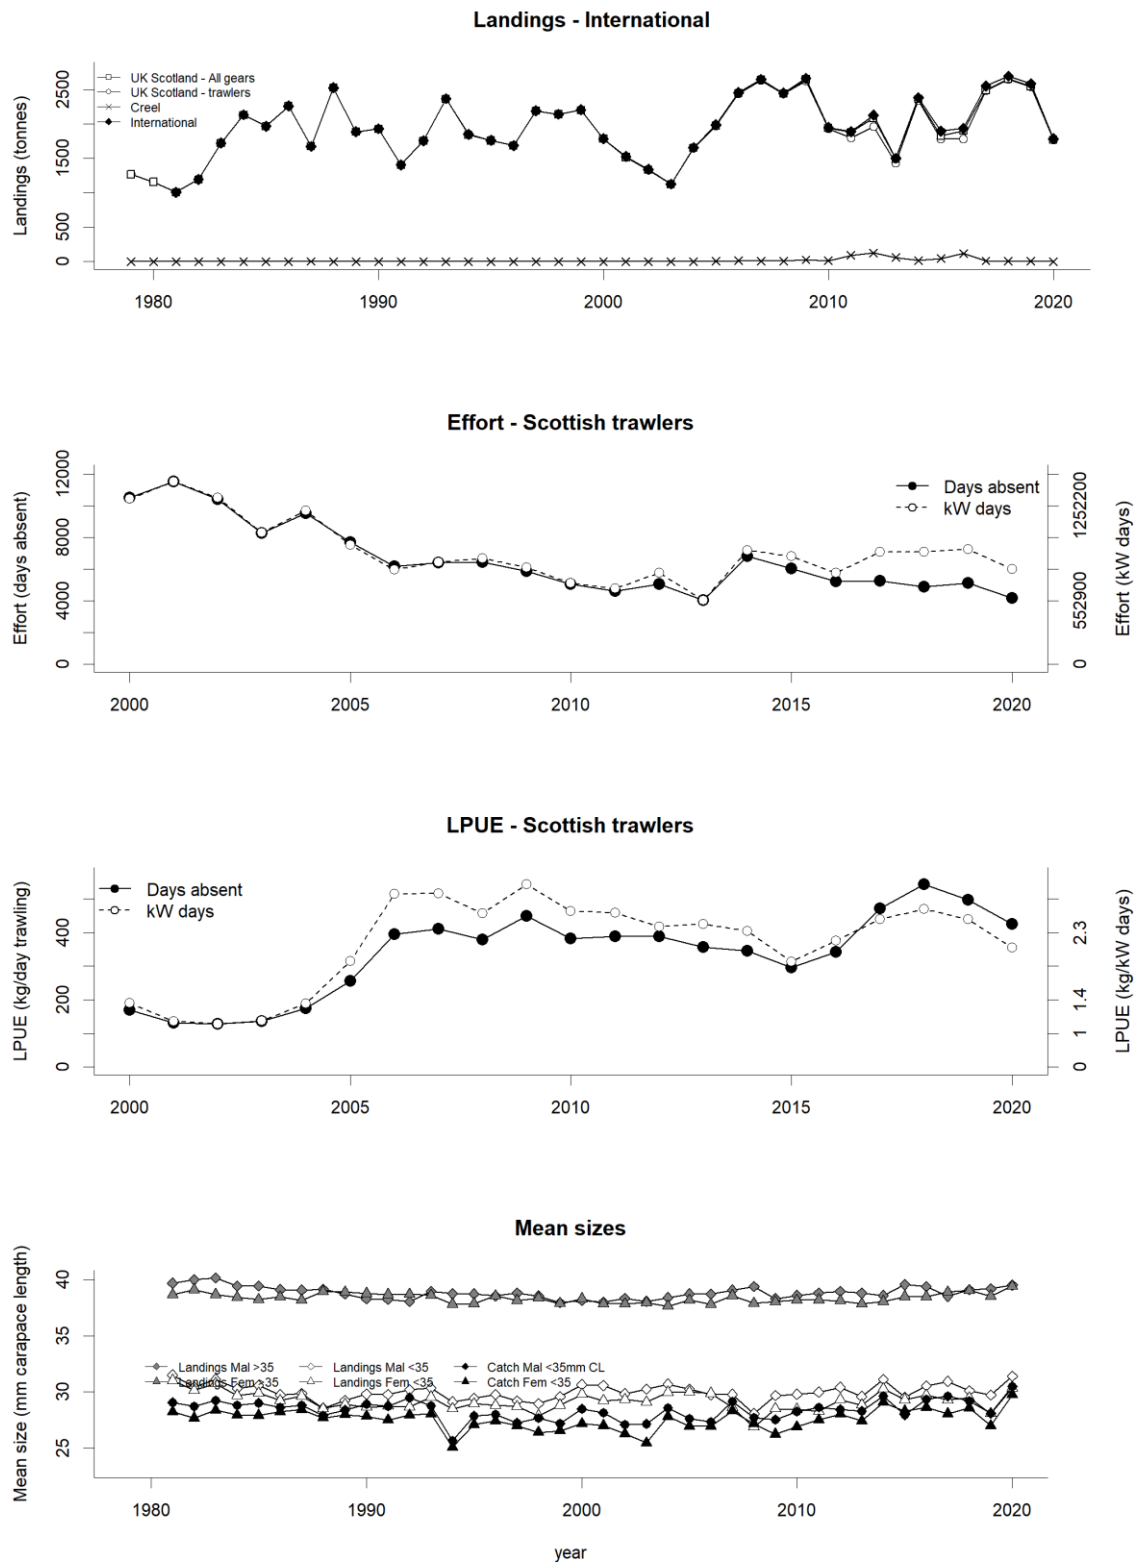 Landings - International
Landings (tonnes)
0 500 1500 2500
UK Scotland - All gears
UK Scotland - trawlers
Creel
International
1980 1990 2000 2010 2020
Effort - Scottish trawlers
Effort (days absent)
0 4000 8000 12000
Days absent
kW days
0 552900 1252200
Effort (kW days)
2000 2005 2010 2015 2020
LPUE - Scottish trawlers
LPUE (kg/day trawling)
0 200 400
Days absent
kW days
0 1 1.4 2.3
LPUE (kg/kW days)
2000 2005 2010 2015 2020
Mean sizes
Mean size (mm carapace length)
25 30 35 40
Landings Mal >35 Landings Mal <35 Catch Mal <35mm CL
Landings Fem >35 Landings Fem <35 Catch Fem <35
1980 1990 2000 2010 2020
year